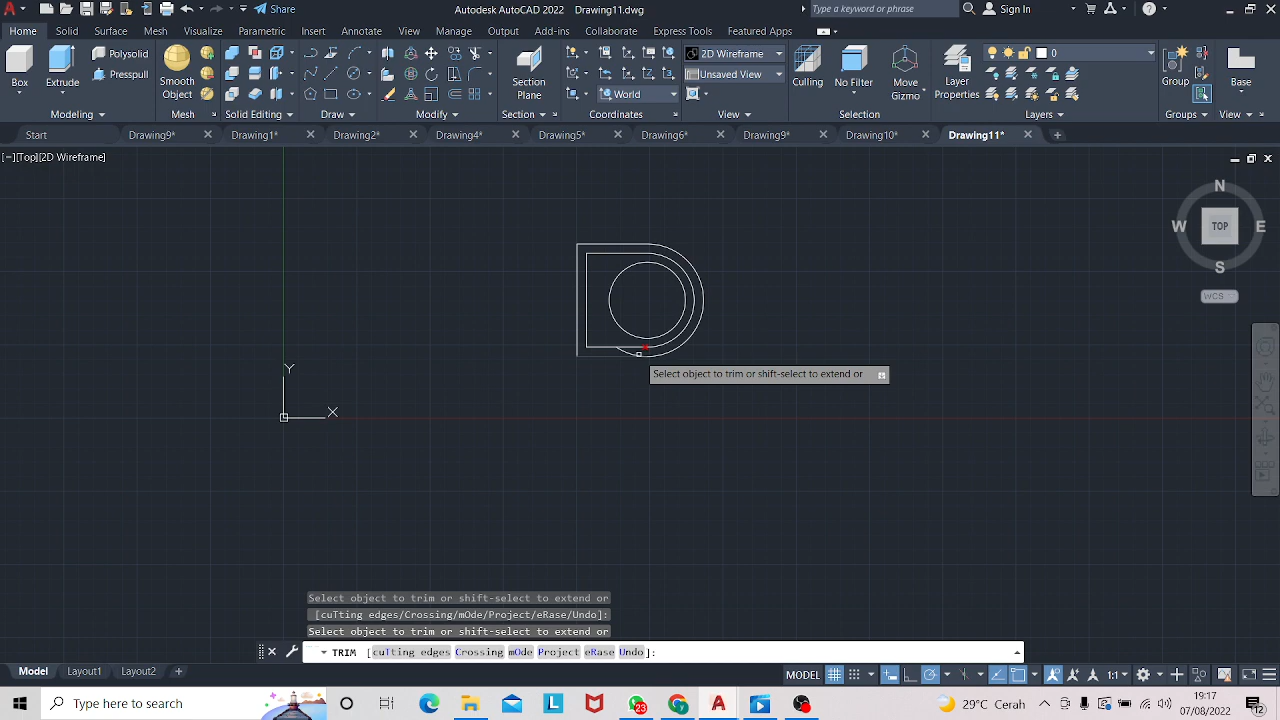 Share
Autodesk AutoCAD 2022 Drawing11.dwg
Type a keyword or phrase
Sign In
Home Solid Surface Mesh Visualize Parametric Insert Annotate View Manage Output Add-ins Collaborate Express Tools Featured Apps
Box
Extrude
Polysolid
Presspull
Smooth
Object
Section
Plane
World
2D Wireframe
Unsaved View
Culling
No Filter
Move
Gizmo
Layer
Properties
0
Group
Base
Modeling Mesh Solid Editing Draw Modify Section Coordinates View Selection Layers Groups View
Start Drawing9* Drawing1* Drawing2* Drawing4* Drawing5* Drawing6* Drawing9* Drawing10* Drawing11*
[−][Top][2D Wireframe]
N
W TOP E
S
WCS
Select object to trim or shift-select to extend or
Y
X
Select object to trim or shift-select to extend or
[cuTting edges/Crossing/mOde/Project/eRase/Undo]:
Select object to trim or shift-select to extend or
TRIM [cuTting edges Crossing mOde Project eRase Undo]:
Model Layout1 Layout2
MODEL
1:1
Type here to search
L
23
A
29° Cerah
19:17
07/08/2022
12